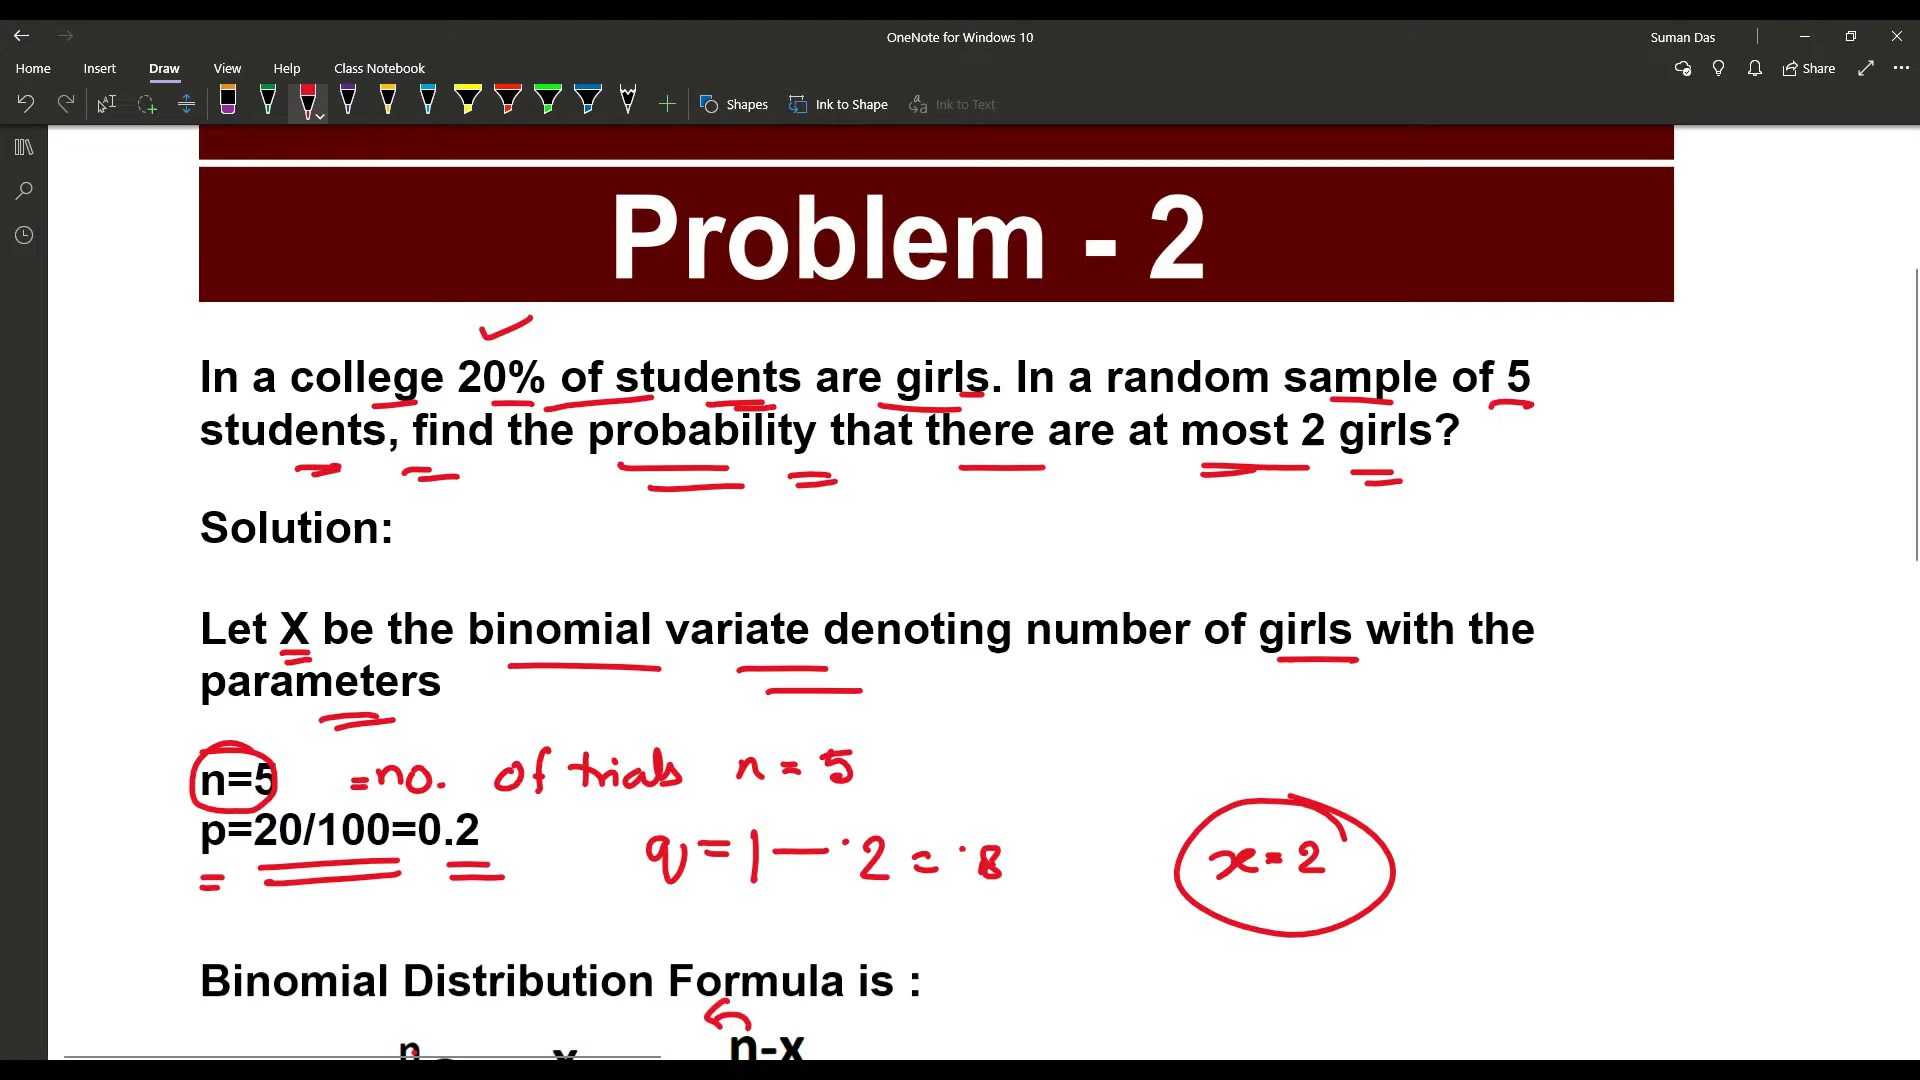 OneNote for Windows 10
Suman Das
Home Insert Draw View Help Class Notebook
Share
Shapes Ink to Shape Ink to Text
Problem - 2
In a college 20% of students are girls. In a random sample of 5
students, find the probability that there are at most 2 girls?
Solution:
Let X be the binomial variate denoting number of girls with the
parameters
n=5 =no. of trials n = 5
p=20/100=0.2
q = 1 — .2 = .8
x = 2
Binomial Distribution Formula is :
n x n-x